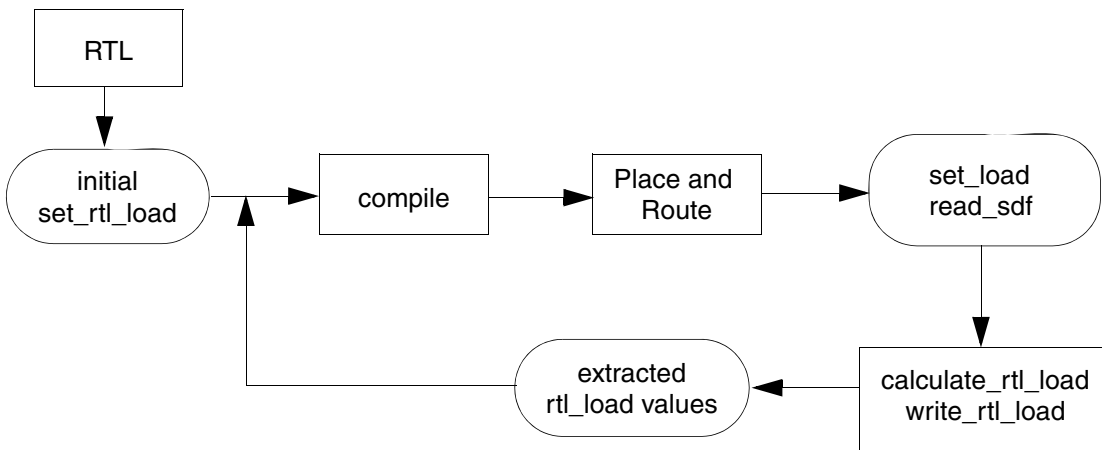 RTL
initial
set_rtl_load
compile
Place and
Route
set_load
read_sdf
calculate_rtl_load
write_rtl_load
extracted
rtl_load values